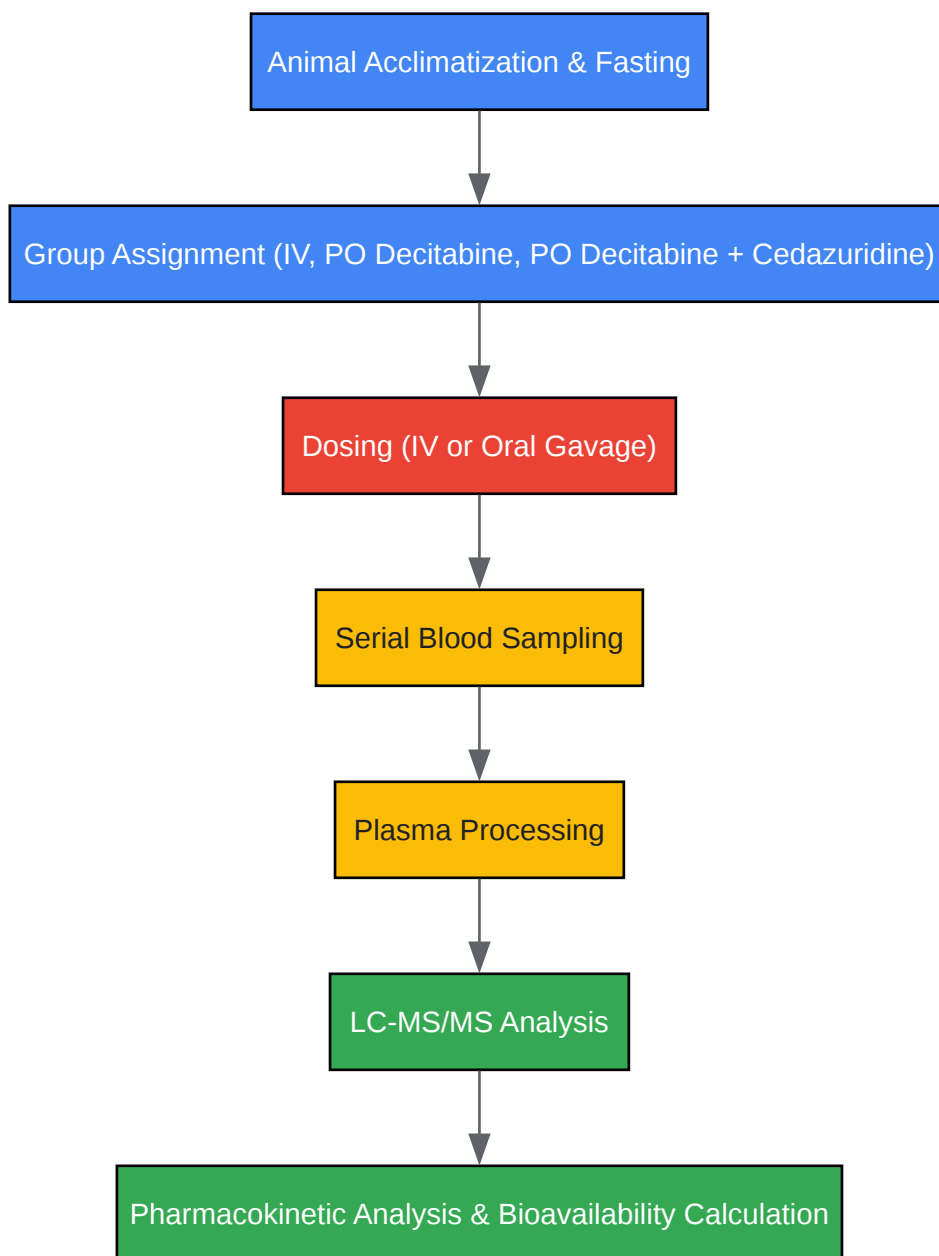 Animal Acclimatization & Fasting
Group Assignment (IV, PO Decitabine, PO Decitabine + Cedazuridine)
Dosing (IV or Oral Gavage)
Serial Blood Sampling
Plasma Processing
LC-MS/MS Analysis
Pharmacokinetic Analysis & Bioavailability Calculation